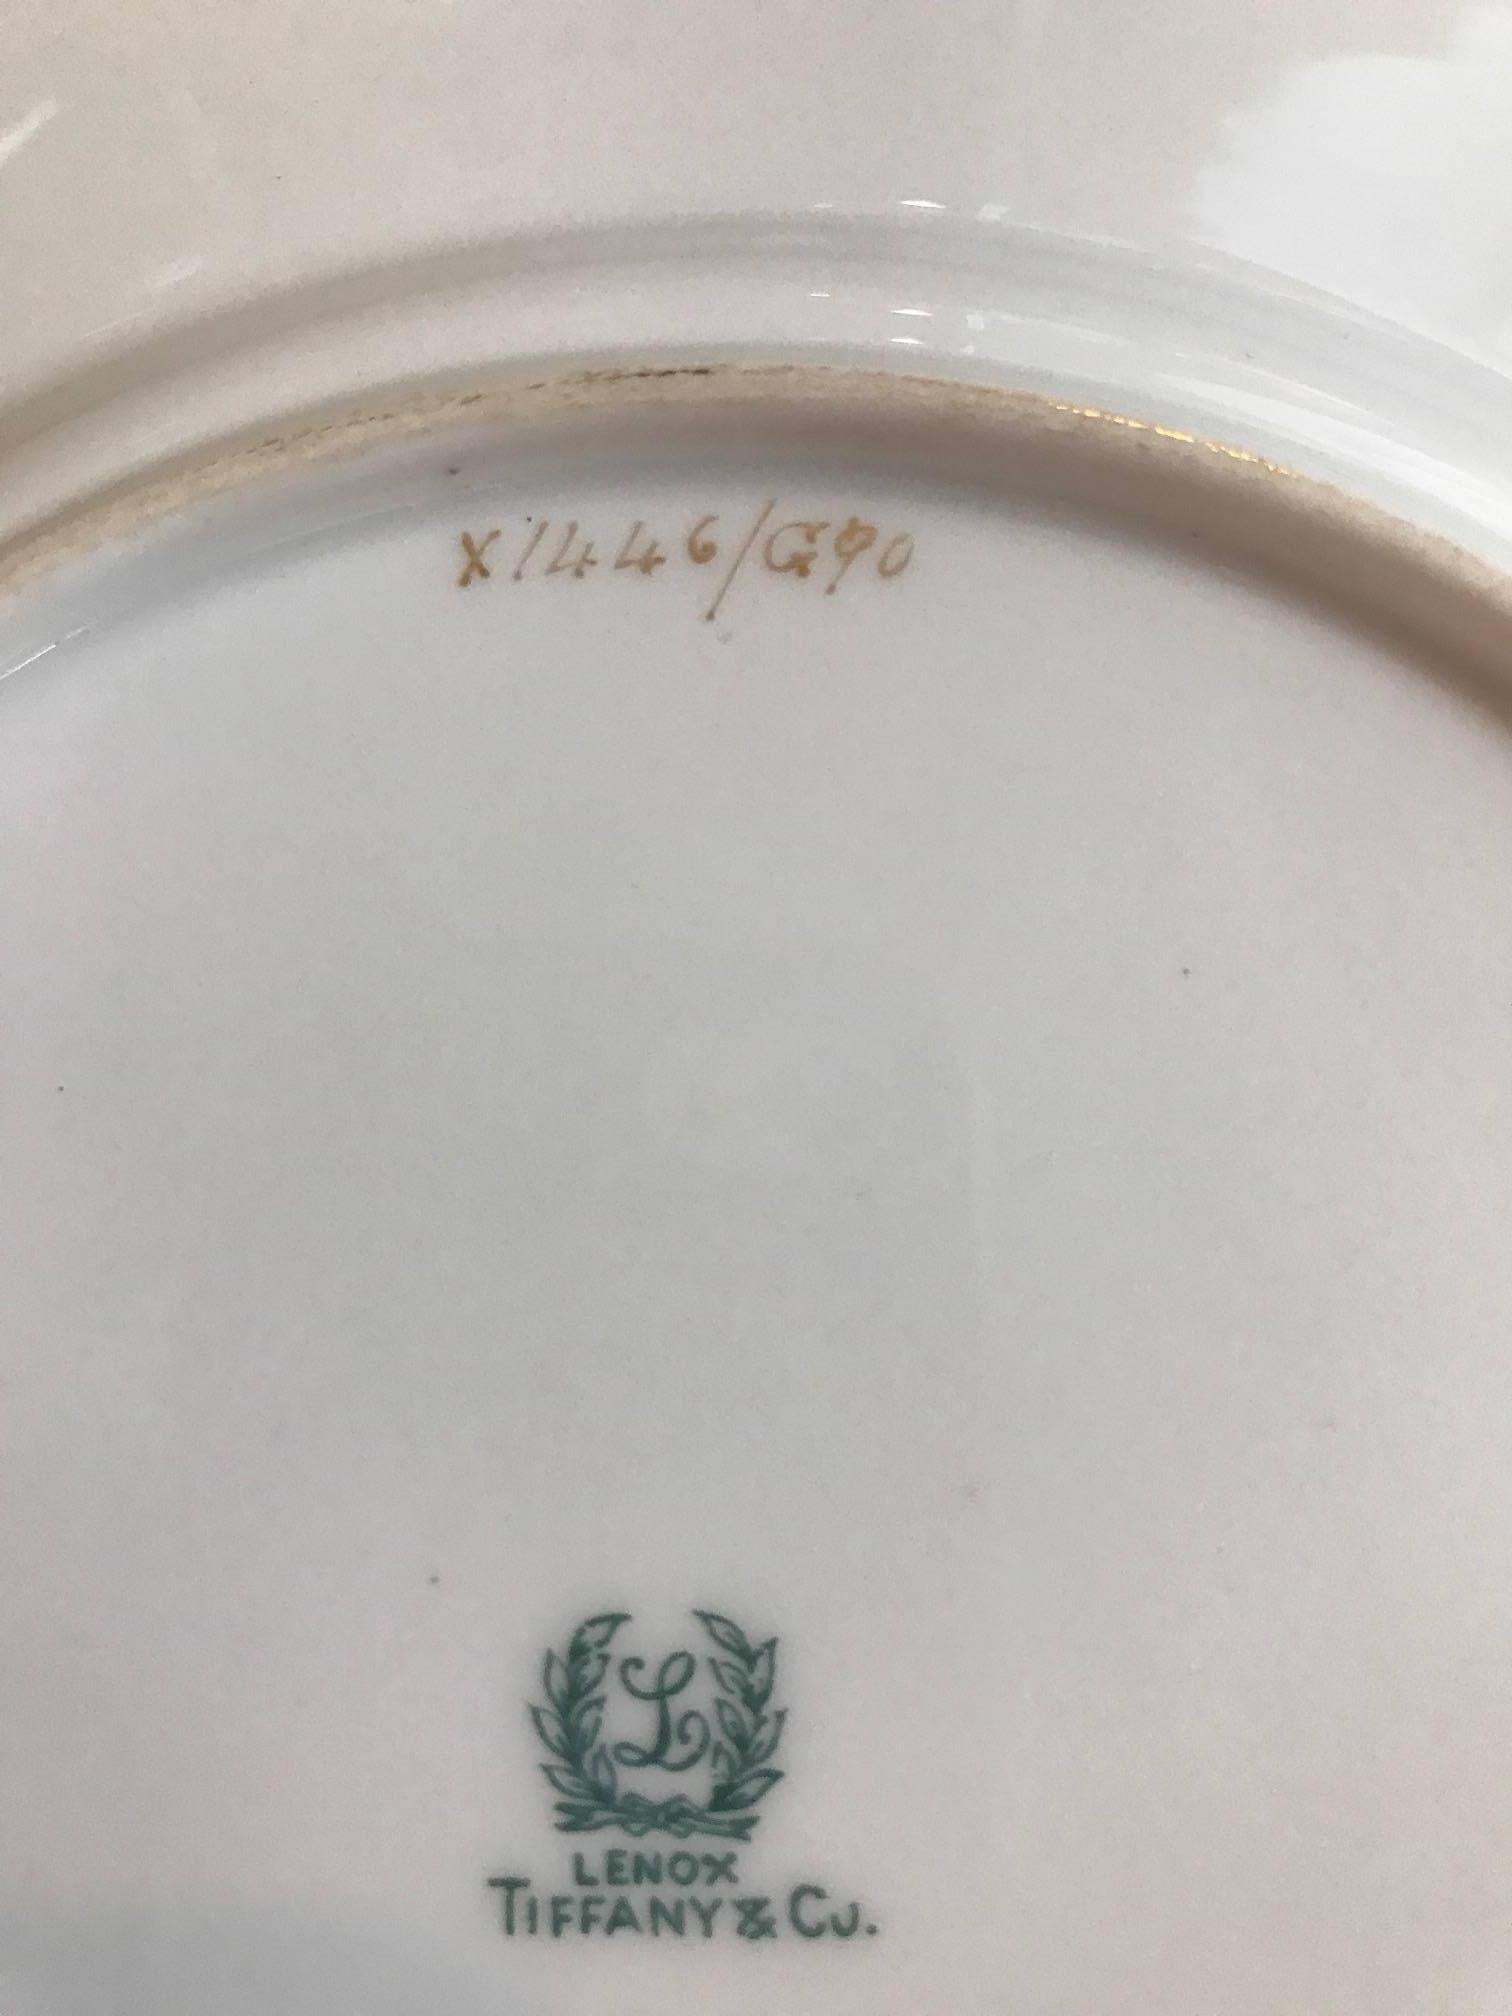 X1446/G90
L
LENOX
TIFFANY & Co.